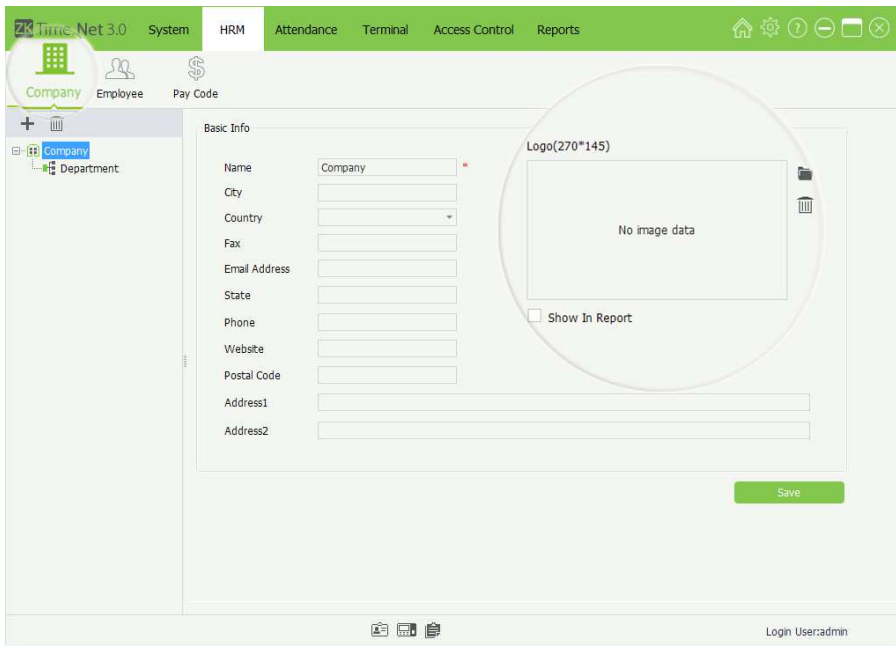 ZKTime.Net 3.0 System HRM Attendance Terminal Access Control Reports
Company Employee Pay Code
Company
Department
Basic Info
Name Company *
City
Country
Fax
Email Address
State
Phone
Website
Postal Code
Address1
Address2
Logo(270*145)
No image data
Show In Report
Save
Login User:admin